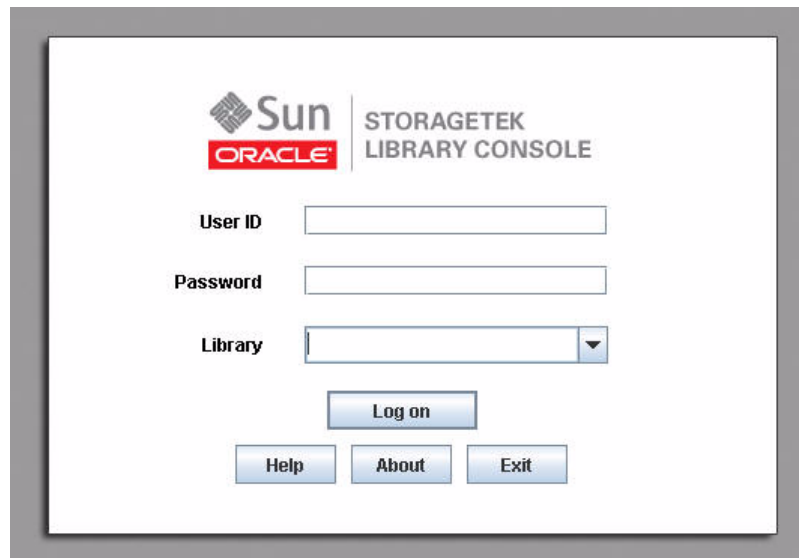 Sun
ORACLE
STORAGETEK
LIBRARY CONSOLE
User ID
Password
Library
Log on
Help
About
Exit